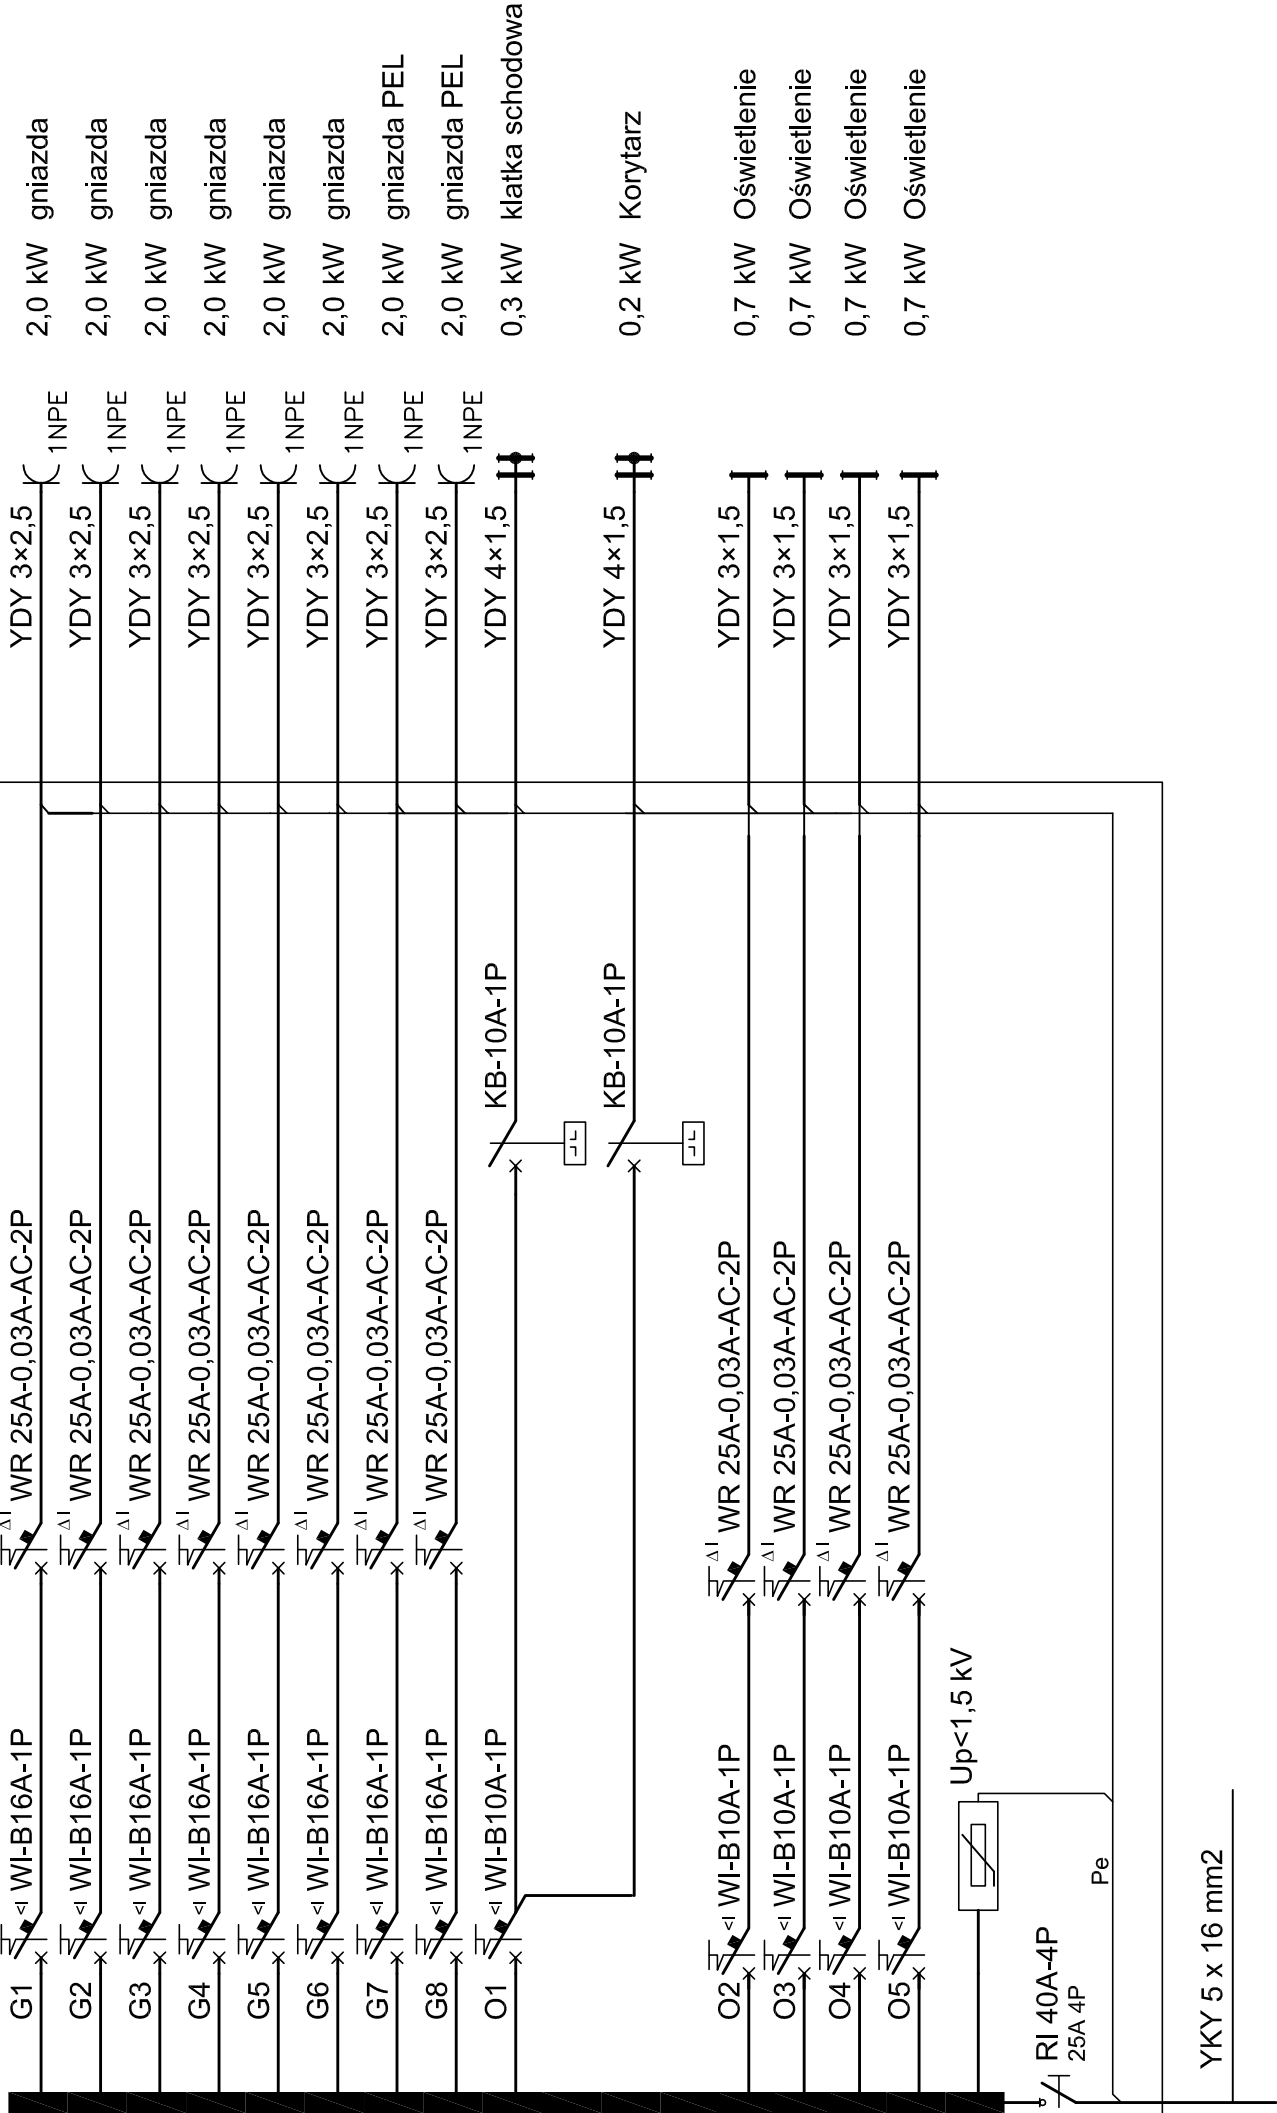 G1 <I WI-B16A-1P ΔI WR 25A-0,03A-AC-2P YDY 3×2,5 1NPE 2,0 kW gniazda
G2 <I WI-B16A-1P ΔI WR 25A-0,03A-AC-2P YDY 3×2,5 1NPE 2,0 kW gniazda
G3 <I WI-B16A-1P ΔI WR 25A-0,03A-AC-2P YDY 3×2,5 1NPE 2,0 kW gniazda
G4 <I WI-B16A-1P ΔI WR 25A-0,03A-AC-2P YDY 3×2,5 1NPE 2,0 kW gniazda
G5 <I WI-B16A-1P ΔI WR 25A-0,03A-AC-2P YDY 3×2,5 1NPE 2,0 kW gniazda
G6 <I WI-B16A-1P ΔI WR 25A-0,03A-AC-2P YDY 3×2,5 1NPE 2,0 kW gniazda
G7 <I WI-B16A-1P ΔI WR 25A-0,03A-AC-2P YDY 3×2,5 1NPE 2,0 kW gniazda PEL
G8 <I WI-B16A-1P ΔI WR 25A-0,03A-AC-2P YDY 3×2,5 1NPE 2,0 kW gniazda PEL
O1 <I WI-B10A-1P KB-10A-1P YDY 4×1,5 0,3 kW klatka schodowa
KB-10A-1P YDY 4×1,5 0,2 kW Korytarz
O2 <I WI-B10A-1P ΔI WR 25A-0,03A-AC-2P YDY 3×1,5 0,7 kW Oświetlenie
O3 <I WI-B10A-1P ΔI WR 25A-0,03A-AC-2P YDY 3×1,5 0,7 kW Oświetlenie
O4 <I WI-B10A-1P ΔI WR 25A-0,03A-AC-2P YDY 3×1,5 0,7 kW Oświetlenie
O5 <I WI-B10A-1P ΔI WR 25A-0,03A-AC-2P YDY 3×1,5 0,7 kW Oświetlenie
Up<1,5 kV
RI 40A-4P
25A 4P
Pe
YKY 5 x 16 mm2